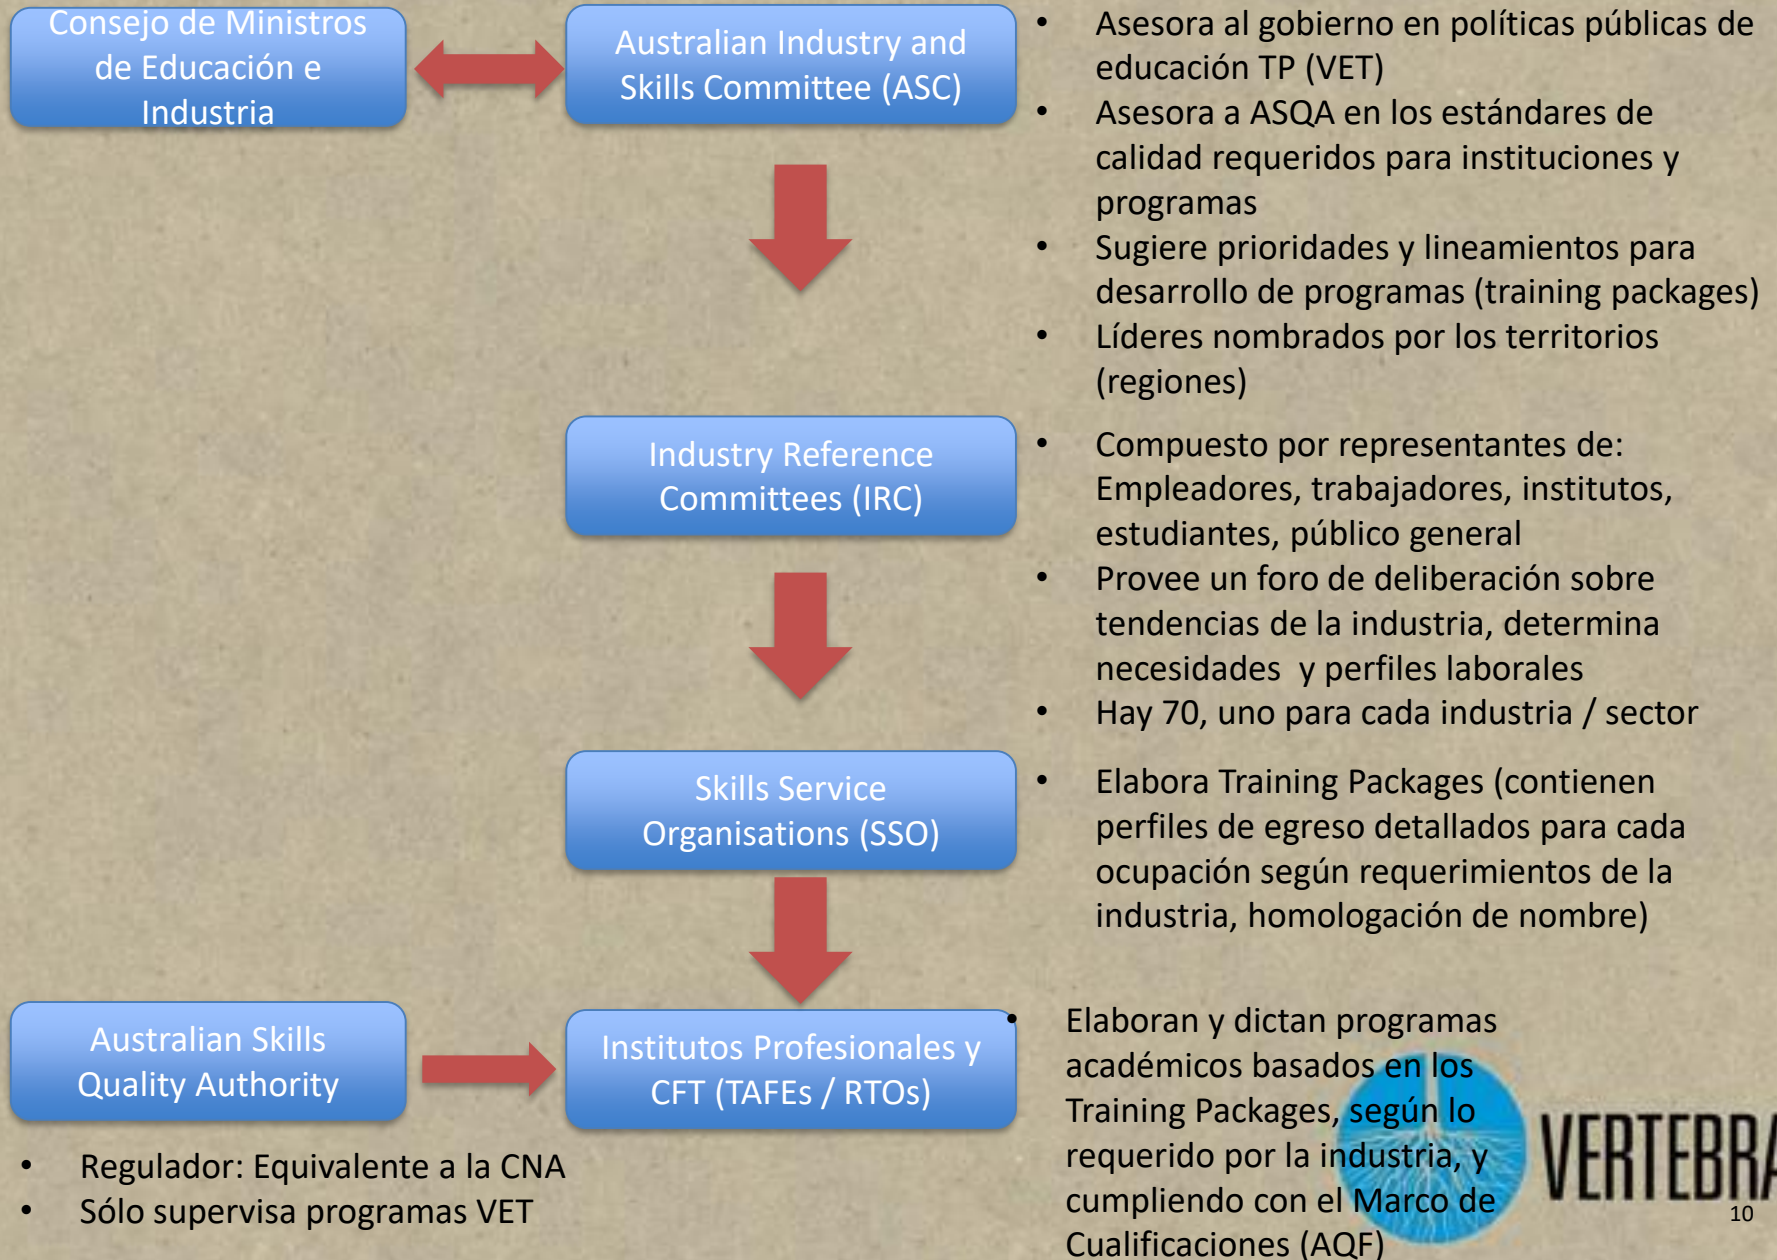 Consejo de Ministros
de Educación e
Industria
Australian Industry and
Skills Committee (ASC)
• Asesora al gobierno en políticas públicas de
educación TP (VET)
• Asesora a ASQA en los estándares de
calidad requeridos para instituciones y
programas
• Sugiere prioridades y lineamientos para
desarrollo de programas (training packages)
• Líderes nombrados por los territorios
(regiones)
Industry Reference
Committees (IRC)
• Compuesto por representantes de:
Empleadores, trabajadores, institutos,
estudiantes, público general
• Provee un foro de deliberación sobre
tendencias de la industria, determina
necesidades y perfiles laborales
• Hay 70, uno para cada industria / sector
Skills Service
Organisations (SSO)
• Elabora Training Packages (contienen
perfiles de egreso detallados para cada
ocupación según requerimientos de la
industria, homologación de nombre)
Australian Skills
Quality Authority
• Regulador: Equivalente a la CNA
• Sólo supervisa programas VET
Institutos Profesionales y
CFT (TAFEs / RTOs)
• Elaboran y dictan programas
académicos basados en los
Training Packages, según lo
requerido por la industria, y
cumpliendo con el Marco de
Cualificaciones (AQF)
VERTEBRA
10